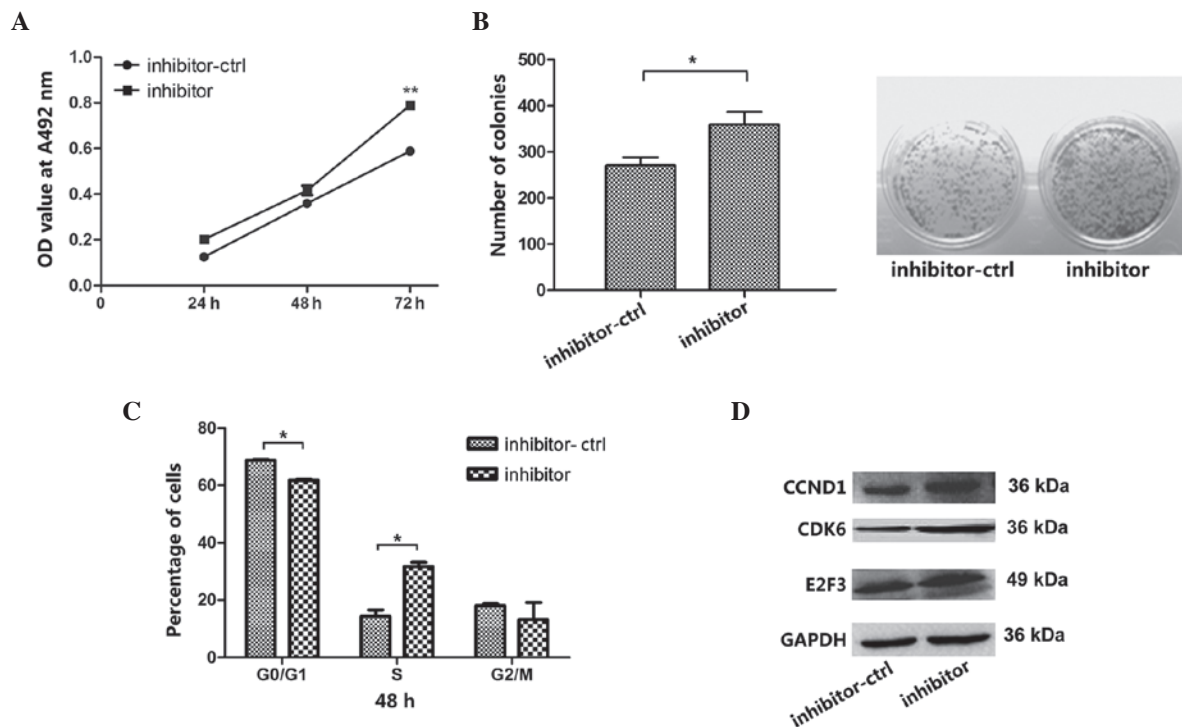 A
OD value at A492 nm
1.0
0.8
0.6
0.4
0.2
0.0
inhibitor-ctrl
inhibitor
**
0
24 h
48 h
72 h
B
Number of colonies
500
400
300
200
100
0
*
inhibitor-ctrl
inhibitor
inhibitor-ctrl
inhibitor
C
Percentage of cells
80
60
40
20
0
*
*
inhibitor- ctrl
inhibitor
G0/G1
S
G2/M
48 h
D
CCND1
36 kDa
CDK6
36 kDa
E2F3
49 kDa
GAPDH
36 kDa
inhibitor-ctrl
inhibitor